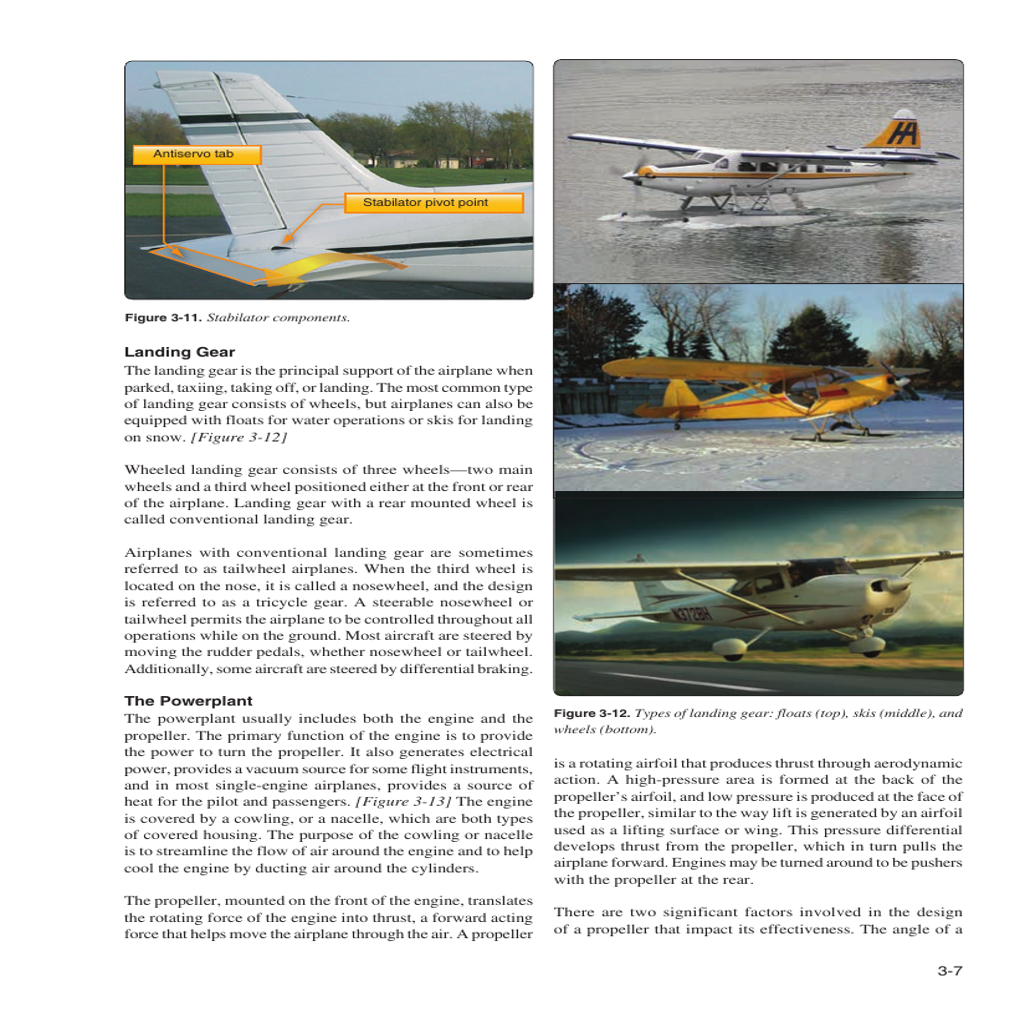 Antiservo tab
Stabilator pivot point
Figure 3-11. Stabilator components.
Landing Gear
The landing gear is the principal support of the airplane when
parked, taxiing, taking off, or landing. The most common type
of landing gear consists of wheels, but airplanes can also be
equipped with floats for water operations or skis for landing
on snow. [Figure 3-12]
Wheeled landing gear consists of three wheels—two main
wheels and a third wheel positioned either at the front or rear
of the airplane. Landing gear with a rear mounted wheel is
called conventional landing gear.
Airplanes with conventional landing gear are sometimes
referred to as tailwheel airplanes. When the third wheel is
located on the nose, it is called a nosewheel, and the design
is referred to as a tricycle gear. A steerable nosewheel or
tailwheel permits the airplane to be controlled throughout all
operations while on the ground. Most aircraft are steered by
moving the rudder pedals, whether nosewheel or tailwheel.
Additionally, some aircraft are steered by differential braking.
The Powerplant
The powerplant usually includes both the engine and the
propeller. The primary function of the engine is to provide
the power to turn the propeller. It also generates electrical
power, provides a vacuum source for some flight instruments,
and in most single-engine airplanes, provides a source of
heat for the pilot and passengers. [Figure 3-13] The engine
is covered by a cowling, or a nacelle, which are both types
of covered housing. The purpose of the cowling or nacelle
is to streamline the flow of air around the engine and to help
cool the engine by ducting air around the cylinders.
The propeller, mounted on the front of the engine, translates
the rotating force of the engine into thrust, a forward acting
force that helps move the airplane through the air. A propeller
HA
N372BH
Figure 3-12. Types of landing gear: floats (top), skis (middle), and
wheels (bottom).
is a rotating airfoil that produces thrust through aerodynamic
action. A high-pressure area is formed at the back of the
propeller’s airfoil, and low pressure is produced at the face of
the propeller, similar to the way lift is generated by an airfoil
used as a lifting surface or wing. This pressure differential
develops thrust from the propeller, which in turn pulls the
airplane forward. Engines may be turned around to be pushers
with the propeller at the rear.
There are two significant factors involved in the design
of a propeller that impact its effectiveness. The angle of a
3-7